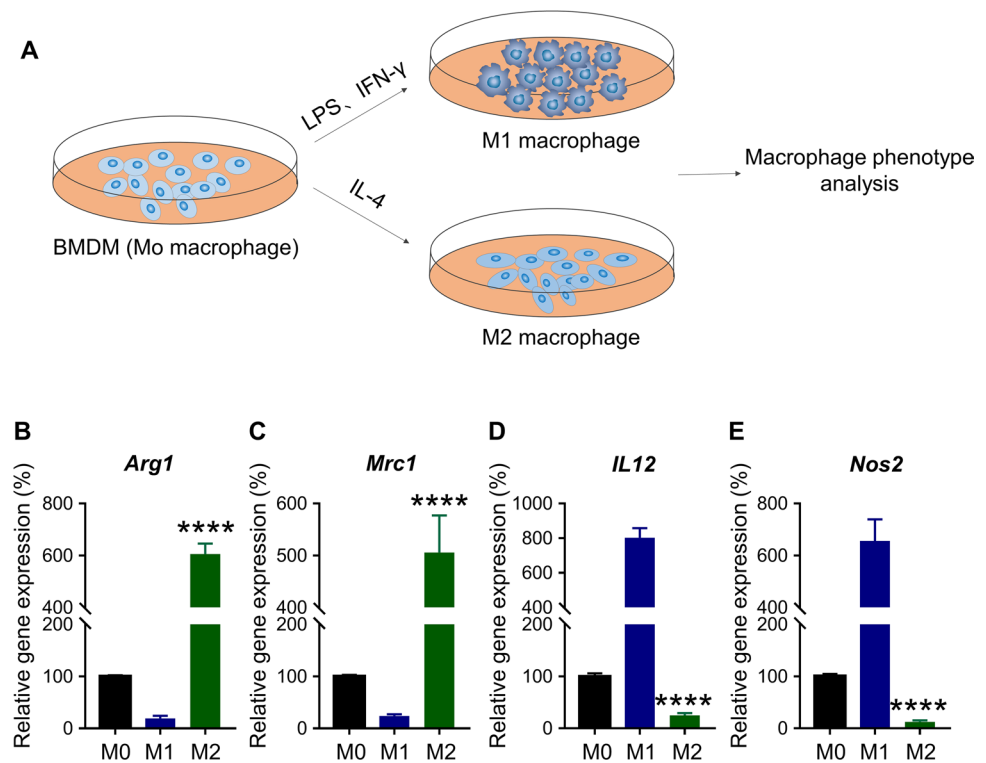 A
LPS、IFN-γ
M1 macrophage
BMDM (Mo macrophage)
IL-4
M2 macrophage
Macrophage phenotype
analysis
B
Arg1
Relative gene expression (%)
800
600
400
200
100
0
****
M0 M1 M2
C
Mrc1
Relative gene expression (%)
600
500
400
200
100
0
****
M0 M1 M2
D
IL12
Relative gene expression (%)
1000
800
600
400
200
100
0
****
M0 M1 M2
E
Nos2
Relative gene expression (%)
800
600
400
200
100
0
****
M0 M1 M2